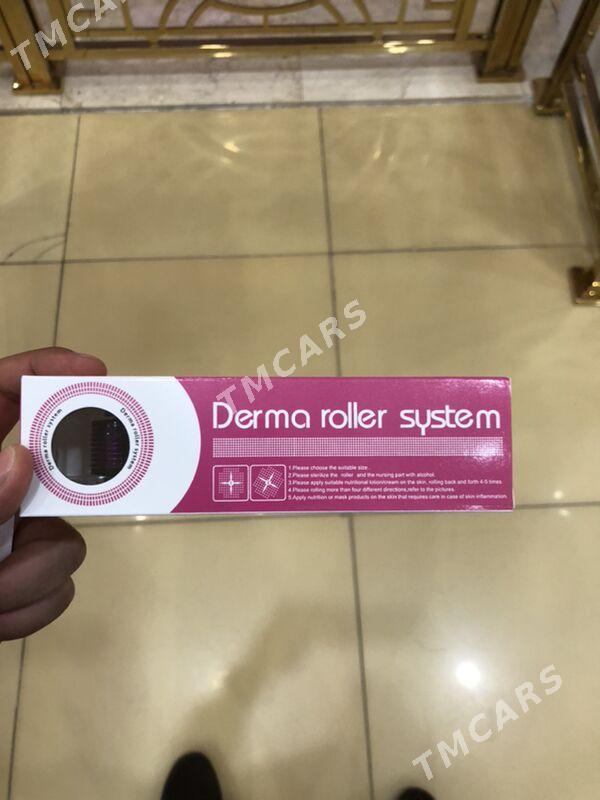 TMCARS
TMCARS
Derma roller system
Derma roller system
Derma roller system
1.Please choose the suitable size .
2.Please sterilize the roller and the nursing part with alcohol.
3.Please apply suitable nutritional lotion/cream on the skin, rolling back and forth 4-5 times.
4.Please rolling more than four different directions,refer to the pictures.
5.Apply nutrition or mask products on the skin that requires care in case of skin inflammation.
TMCARS